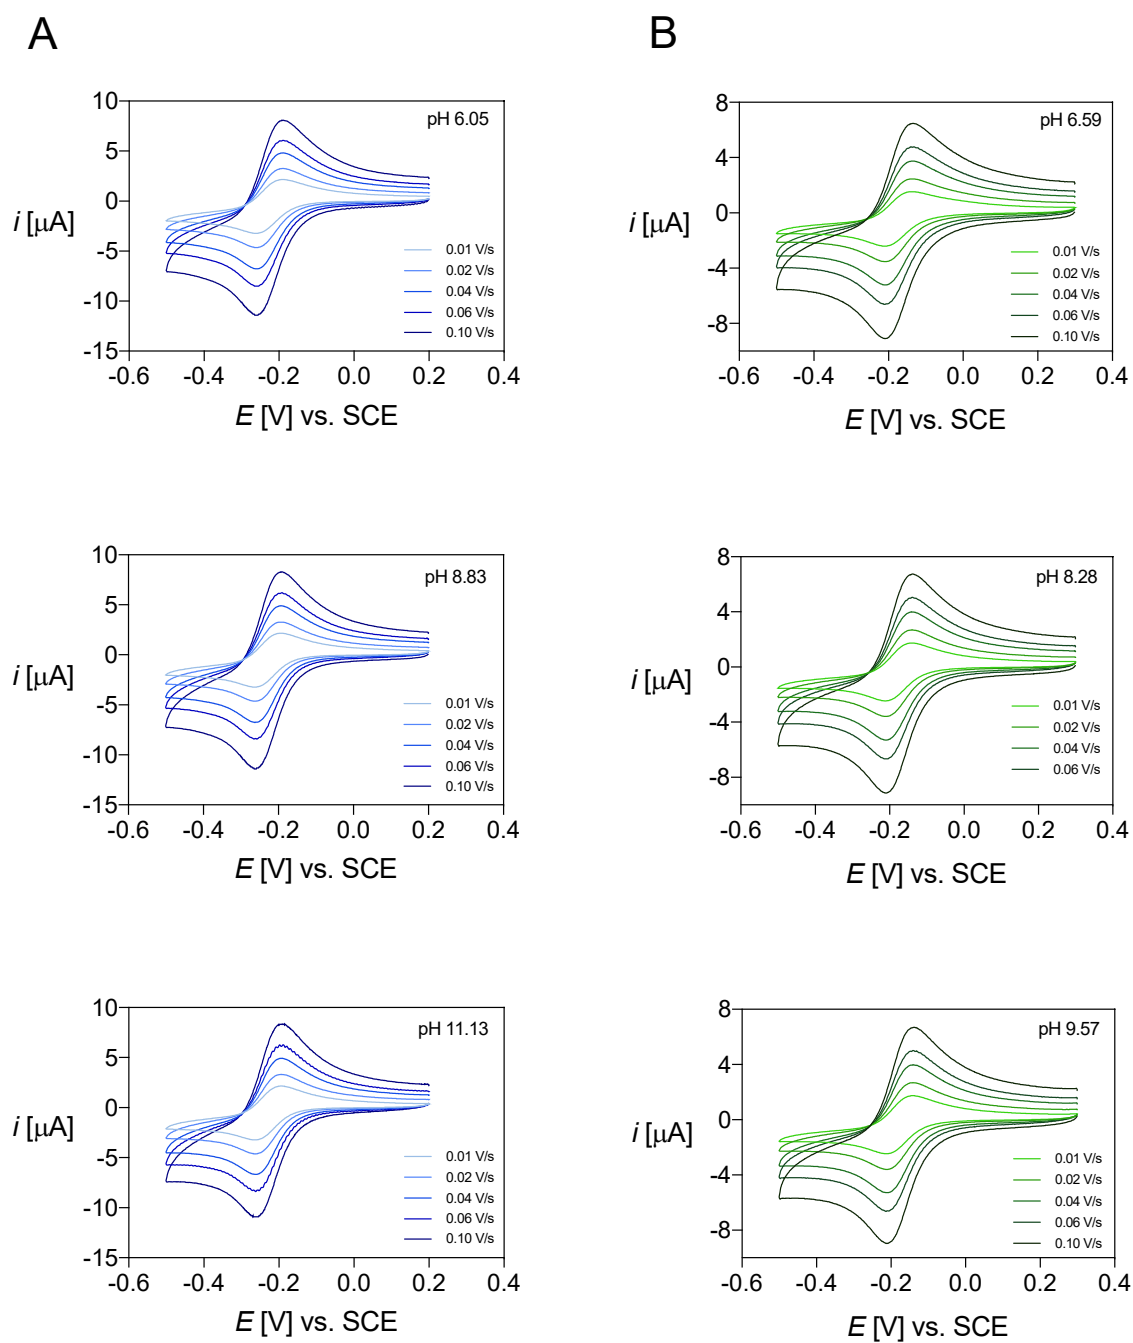 A
B
10
5
0
-5
-10
-15
i [μA]
pH 6.05
0.01 V/s
0.02 V/s
0.04 V/s
0.06 V/s
0.10 V/s
-0.6 -0.4 -0.2 0.0 0.2 0.4
E [V] vs. SCE
8
4
0
-4
-8
i [μA]
pH 6.59
0.01 V/s
0.02 V/s
0.04 V/s
0.06 V/s
0.10 V/s
-0.6 -0.4 -0.2 0.0 0.2 0.4
E [V] vs. SCE
10
5
0
-5
-10
-15
i [μA]
pH 8.83
0.01 V/s
0.02 V/s
0.04 V/s
0.06 V/s
0.10 V/s
-0.6 -0.4 -0.2 0.0 0.2 0.4
E [V] vs. SCE
8
4
0
-4
-8
i [μA]
pH 8.28
0.01 V/s
0.02 V/s
0.04 V/s
0.06 V/s
-0.6 -0.4 -0.2 0.0 0.2 0.4
E [V] vs. SCE
10
5
0
-5
-10
-15
i [μA]
pH 11.13
0.01 V/s
0.02 V/s
0.04 V/s
0.06 V/s
0.10 V/s
-0.6 -0.4 -0.2 0.0 0.2 0.4
E [V] vs. SCE
8
4
0
-4
-8
i [μA]
pH 9.57
0.01 V/s
0.02 V/s
0.04 V/s
0.06 V/s
0.10 V/s
-0.6 -0.4 -0.2 0.0 0.2 0.4
E [V] vs. SCE